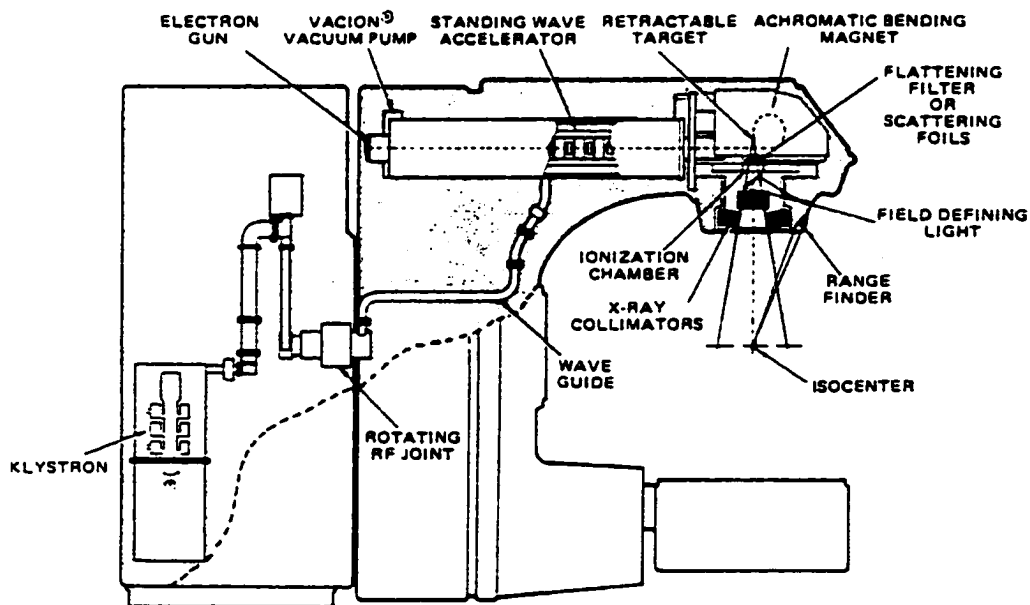 ELECTRON
GUN
VACION®
VACUUM PUMP
STANDING WAVE
ACCELERATOR
RETRACTABLE
TARGET
ACHROMATIC BENDING
MAGNET
FLATTENING
FILTER
OR
SCATTERING
FOILS
FIELD DEFINING
LIGHT
IONIZATION
CHAMBER
RANGE
FINDER
X-RAY
COLLIMATORS
WAVE
GUIDE
ISOCENTER
ROTATING
RF JOINT
KLYSTRON